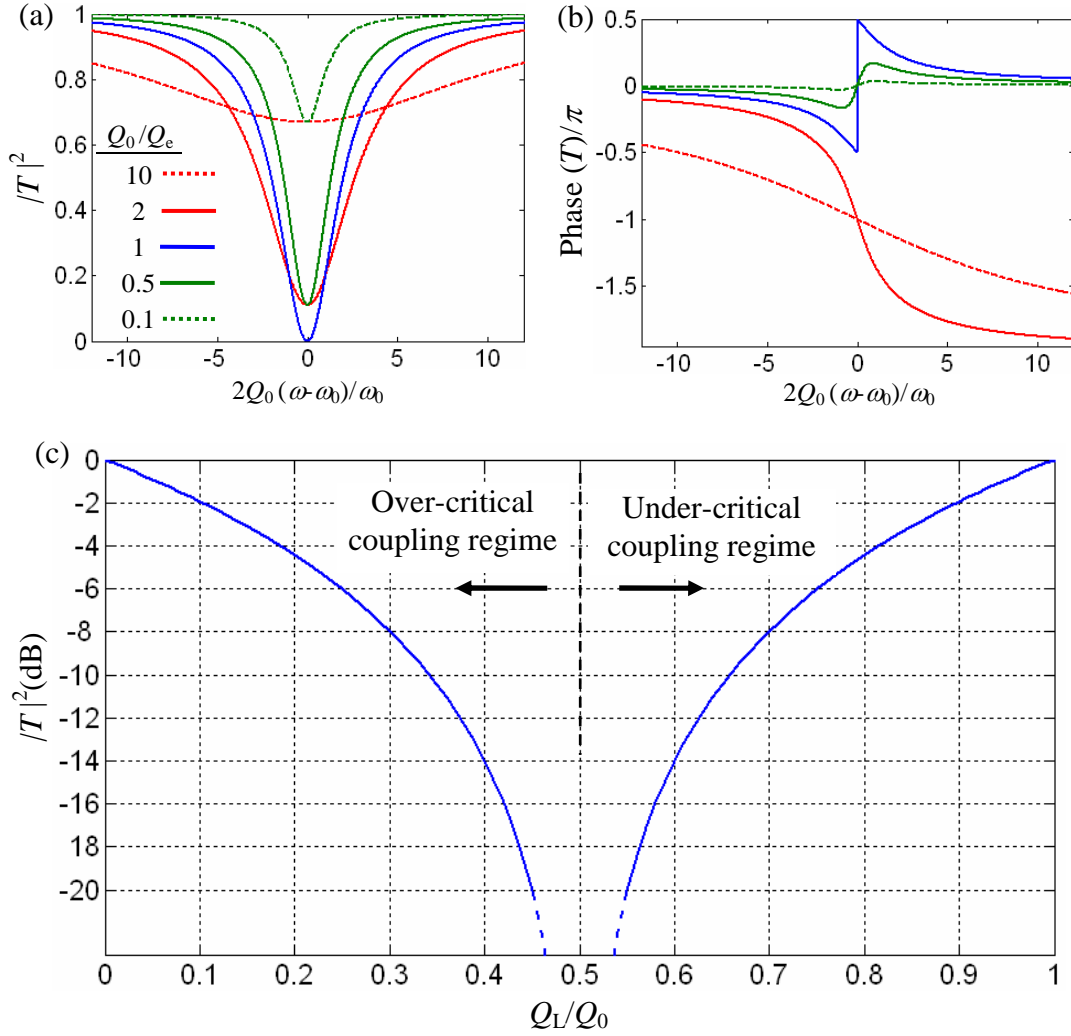 (a)
1
0.8
0.6
0.4
0.2
0
|T|²
Q₀/Qₑ
10
2
1
0.5
0.1
-10 -5 0 5 10
2Q₀(ω-ω₀)/ω₀
(b)
0.5
0
-0.5
-1
-1.5
Phase (T)/π
-10 -5 0 5 10
2Q₀(ω-ω₀)/ω₀
(c)
0
-2
-4
-6
-8
-10
-12
-14
-16
18
-20
|T|²(dB)
Over-critical
coupling regime
Under-critical
coupling regime
0 0.1 0.2 0.3 0.4 0.5 0.6 0.7 0.8 0.9 1
Q_L/Q₀